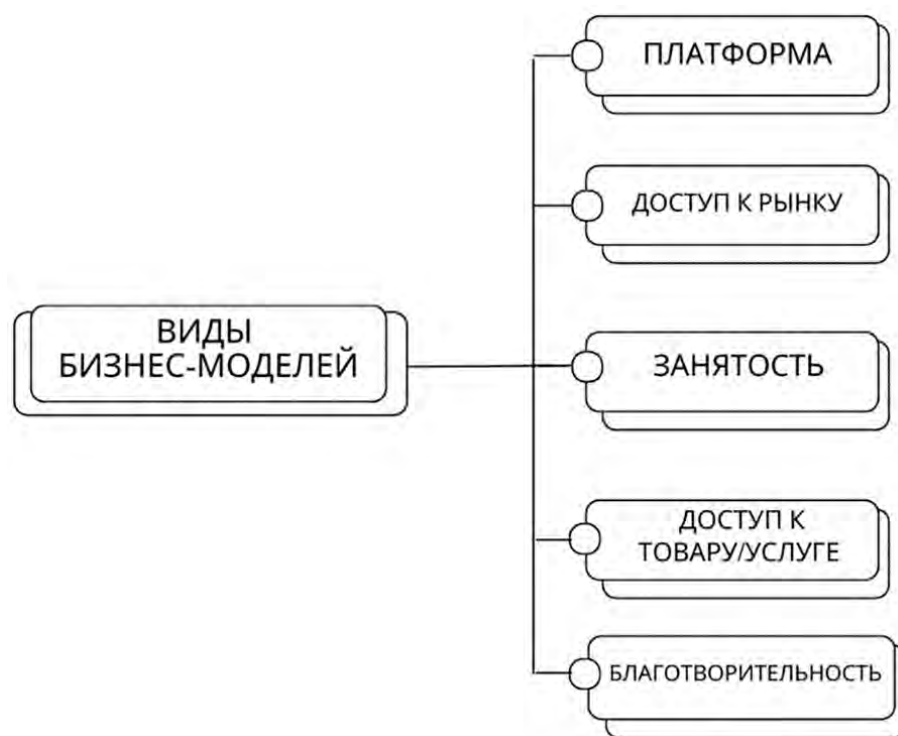 ПЛАТФОРМА
ДОСТУП К РЫНКУ
ВИДЫ
БИЗНЕС-МОДЕЛЕЙ
ЗАНЯТОСТЬ
ДОСТУП К
ТОВАРУ/УСЛУГЕ
БЛАГОТВОРИТЕЛЬНОСТЬ